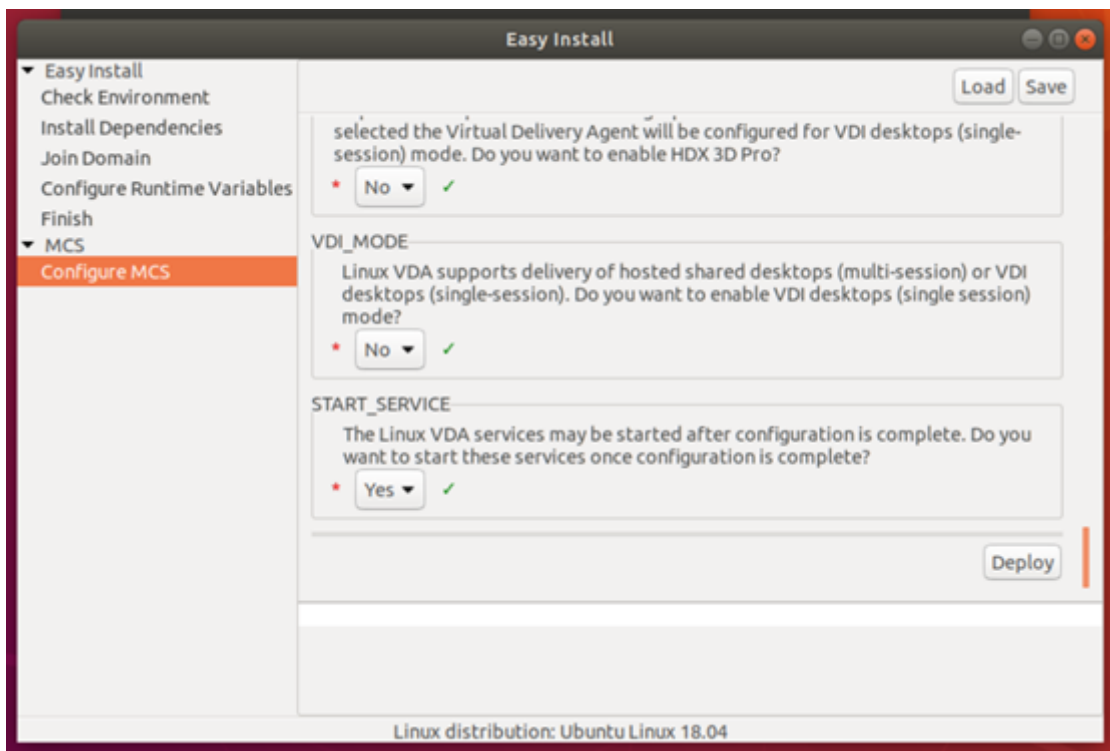 Easy Install
Easy Install
Check Environment
Install Dependencies
Join Domain
Configure Runtime Variables
Finish
MCS
Configure MCS
Load Save
selected the Virtual Delivery Agent will be configured for VDI desktops (single-
session) mode. Do you want to enable HDX 3D Pro?
* No ✓
VDI_MODE
Linux VDA supports delivery of hosted shared desktops (multi-session) or VDI
desktops (single-session). Do you want to enable VDI desktops (single session)
mode?
* No ✓
START_SERVICE
The Linux VDA services may be started after configuration is complete. Do you
want to start these services once configuration is complete?
* Yes ✓
Deploy
Linux distribution: Ubuntu Linux 18.04